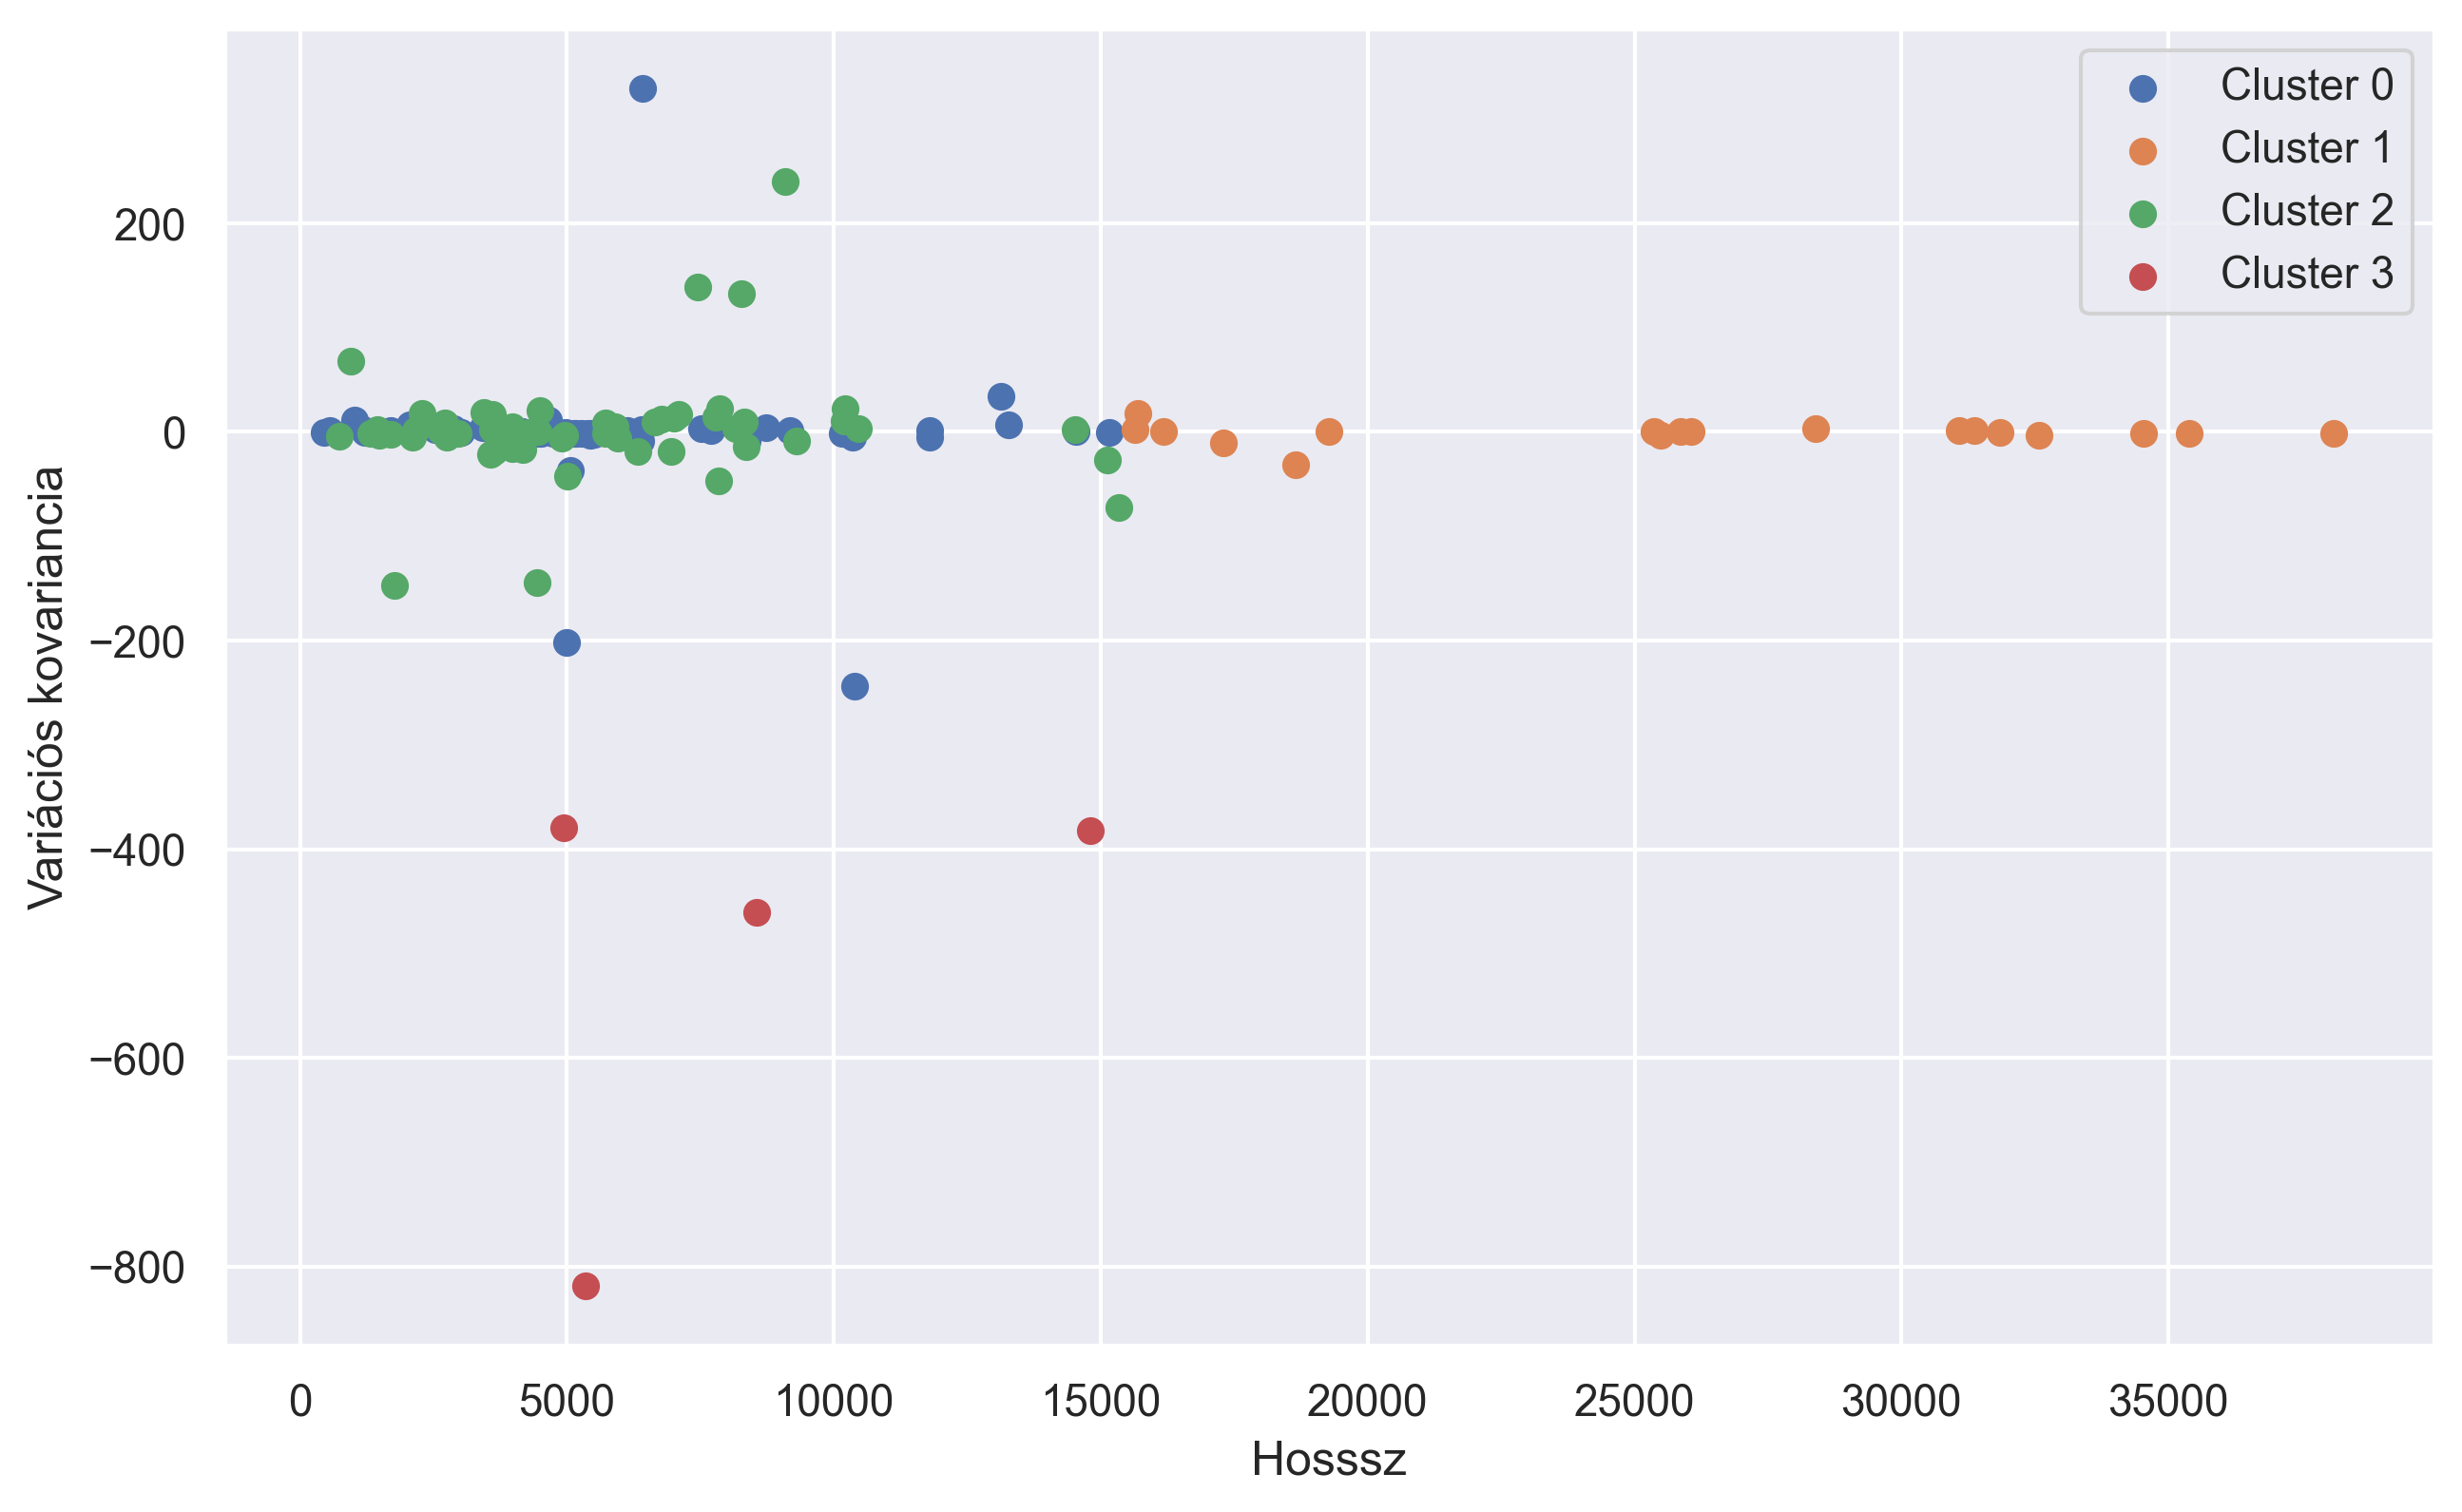 Cluster 0
Cluster 1
Cluster 2
Cluster 3
200
0
−200
−400
−600
−800
Variációs kovariancia
0
5000
10000
15000
20000
25000
30000
35000
Hosssz